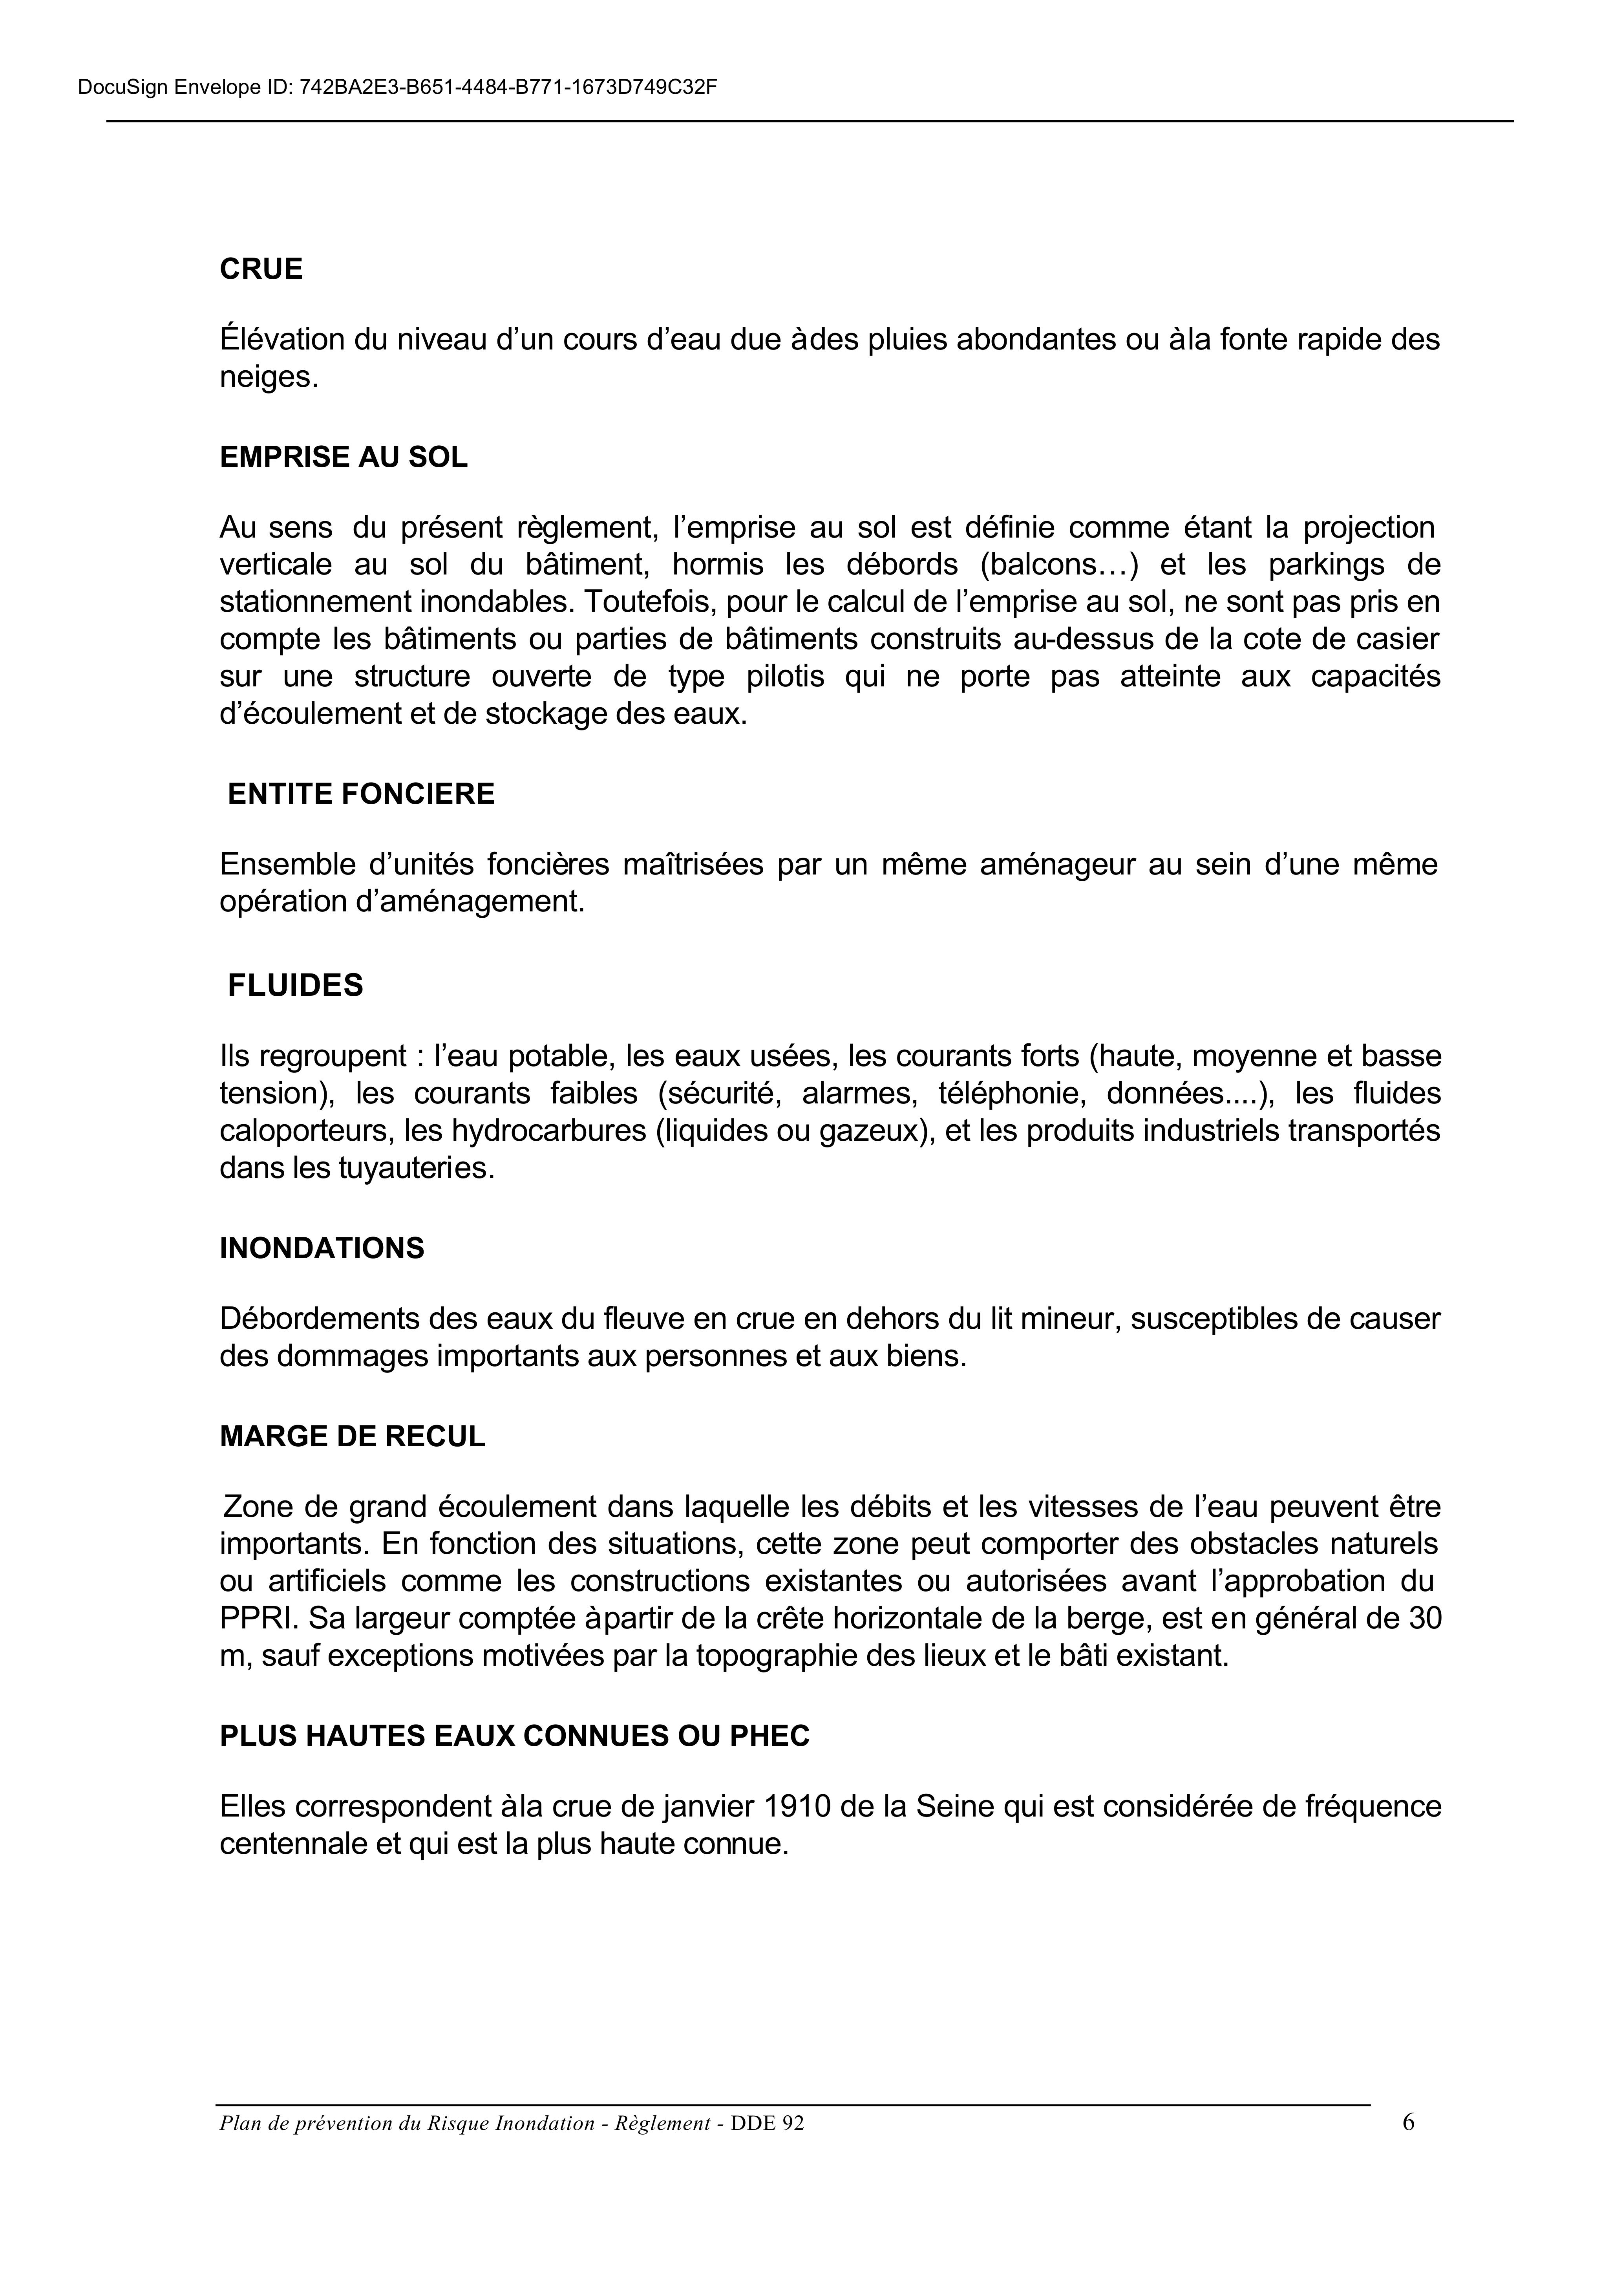 DocuSign Envelope ID: 742BA2E3-B651-4484-B771-1673D749C32F
CRUE
Élévation du niveau d’un cours d’eau due àdes pluies abondantes ou àla fonte rapide des
neiges.
EMPRISE AU SOL
Au sens du présent règlement, l’emprise au sol est définie comme étant la projection
verticale au sol du bâtiment, hormis les débords (balcons…) et les parkings de
stationnement inondables. Toutefois, pour le calcul de l’emprise au sol, ne sont pas pris en
compte les bâtiments ou parties de bâtiments construits au-dessus de la cote de casier
sur une structure ouverte de type pilotis qui ne porte pas atteinte aux capacités
d’écoulement et de stockage des eaux.
ENTITE FONCIERE
Ensemble d’unités foncières maîtrisées par un même aménageur au sein d’une même
opération d’aménagement.
FLUIDES
Ils regroupent : l’eau potable, les eaux usées, les courants forts (haute, moyenne et basse
tension), les courants faibles (sécurité, alarmes, téléphonie, données....), les fluides
caloporteurs, les hydrocarbures (liquides ou gazeux), et les produits industriels transportés
dans les tuyauteries.
INONDATIONS
Débordements des eaux du fleuve en crue en dehors du lit mineur, susceptibles de causer
des dommages importants aux personnes et aux biens.
MARGE DE RECUL
Zone de grand écoulement dans laquelle les débits et les vitesses de l’eau peuvent être
importants. En fonction des situations, cette zone peut comporter des obstacles naturels
ou artificiels comme les constructions existantes ou autorisées avant l’approbation du
PPRI. Sa largeur comptée àpartir de la crête horizontale de la berge, est en général de 30
m, sauf exceptions motivées par la topographie des lieux et le bâti existant.
PLUS HAUTES EAUX CONNUES OU PHEC
Elles correspondent àla crue de janvier 1910 de la Seine qui est considérée de fréquence
centennale et qui est la plus haute connue.
Plan de prévention du Risque Inondation - Règlement - DDE 92 6